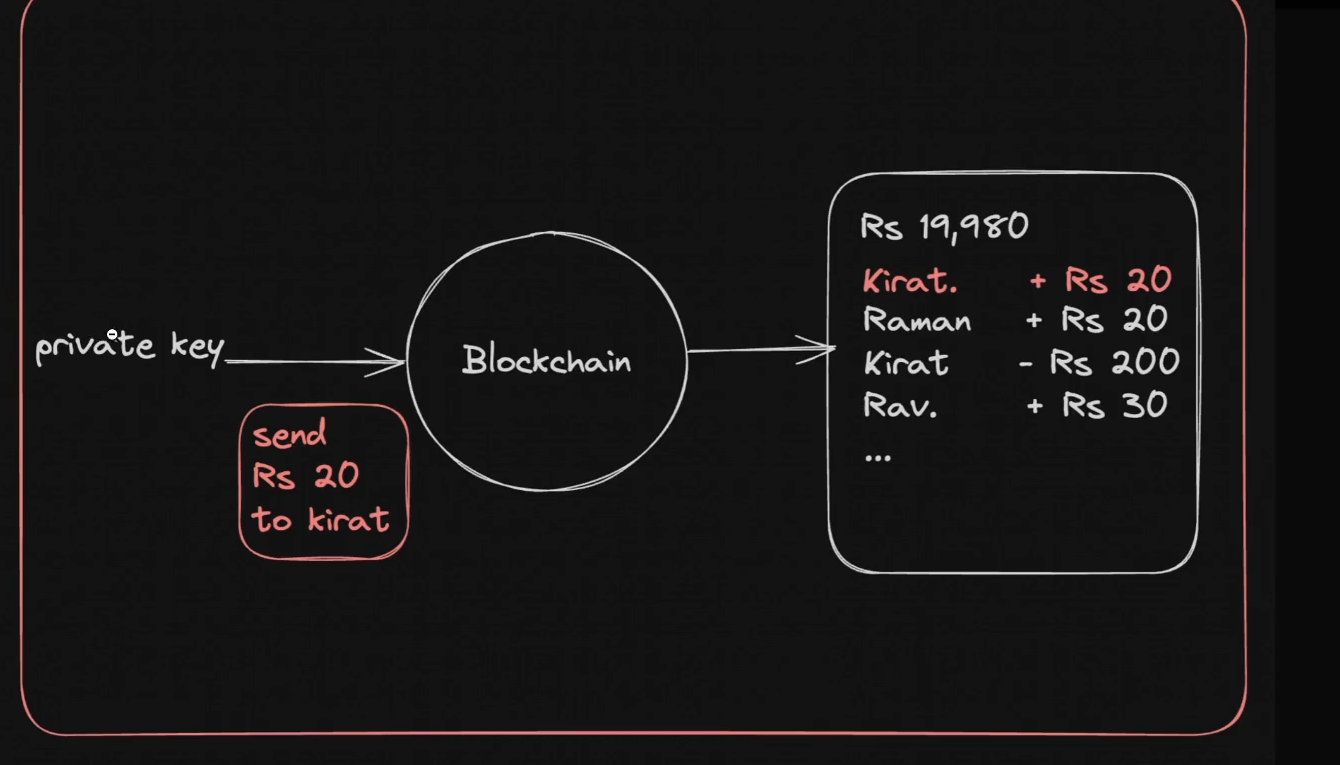 private key
send
Rs 20
to kirat
Blockchain
Rs 19,980
Kirat. + Rs 20
Raman + Rs 20
Kirat - Rs 200
Rav. + Rs 30
...